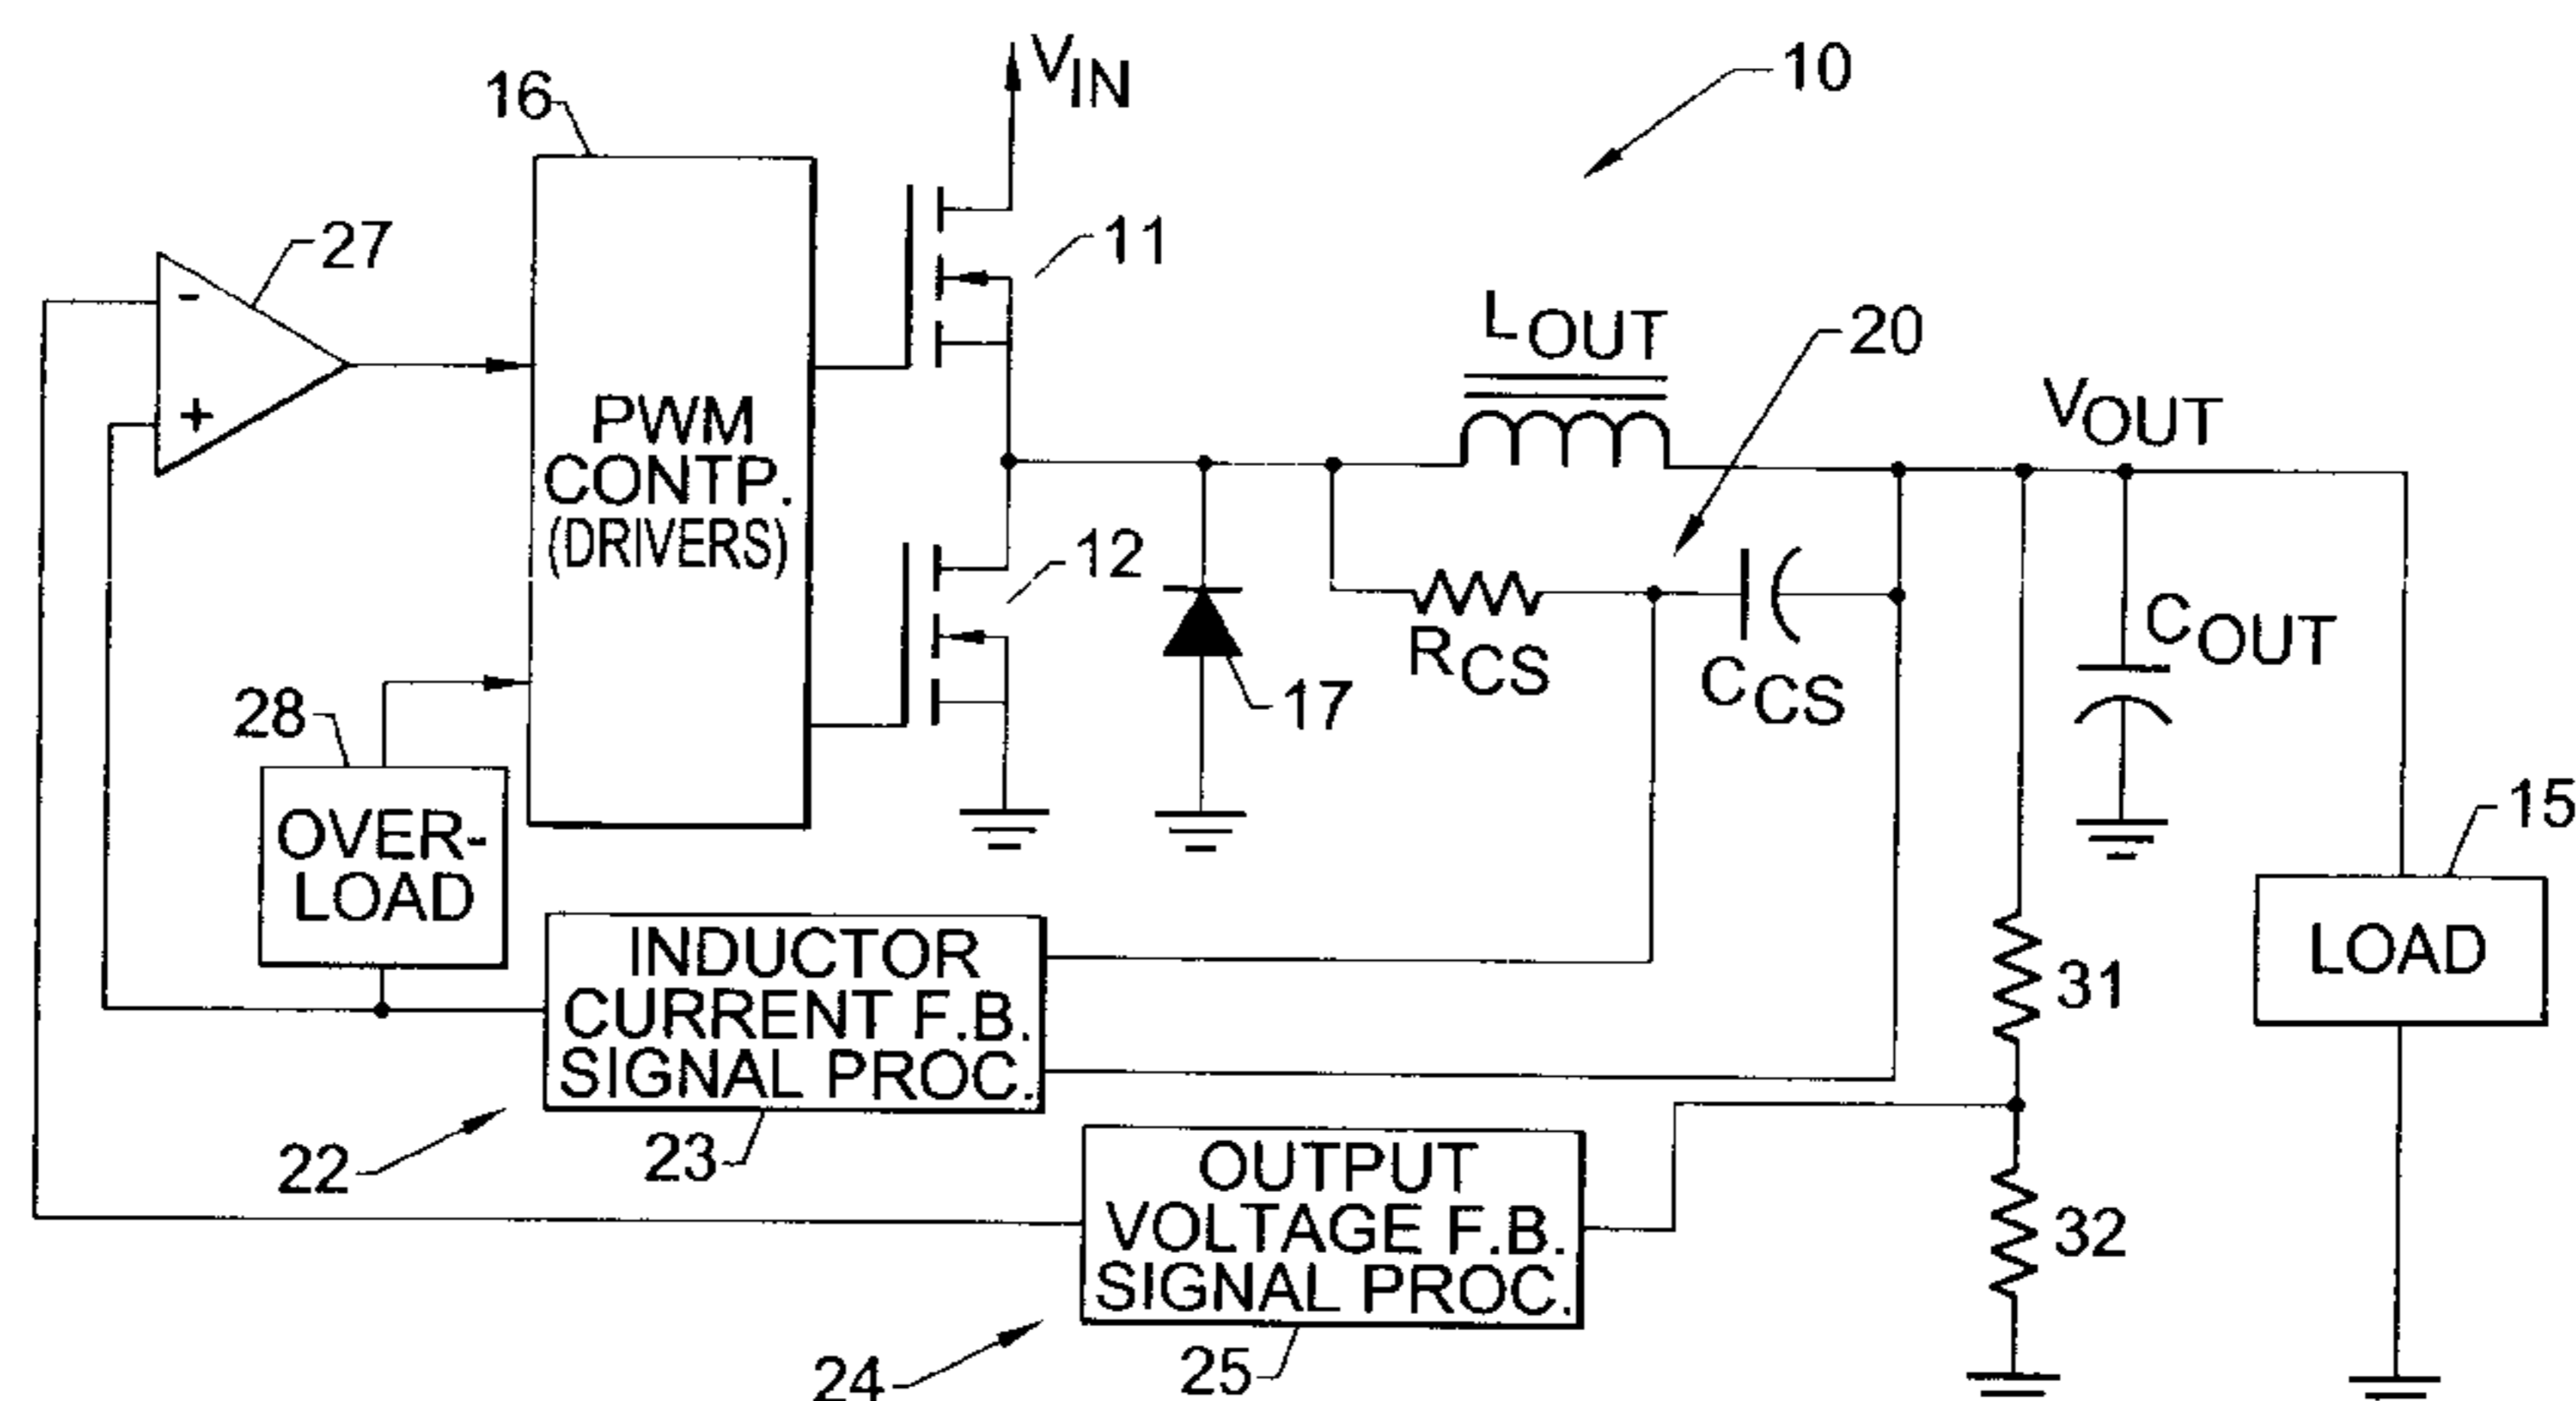 V_IN
10
16
27
11
L_OUT
20
V_OUT
PWM
CONTP.
(DRIVERS)
-
+
12
R_CS
C_CS
C_OUT
17
28
OVER-
LOAD
15
LOAD
31
INDUCTOR
CURRENT F.B.
SIGNAL PROC.
22
23
OUTPUT
VOLTAGE F.B.
SIGNAL PROC.
32
24
25